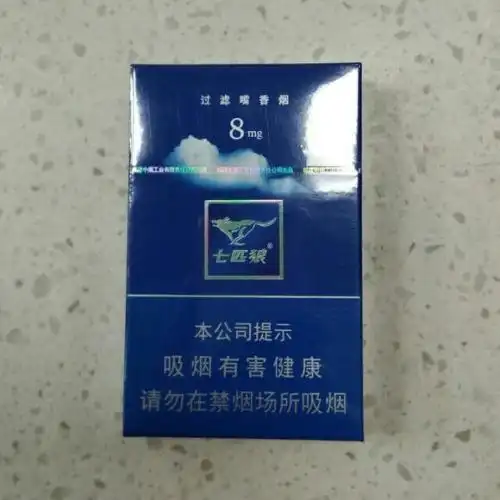 过滤嘴香烟
8mg
七匹狼®
本公司提示
吸烟有害健康
请勿在禁烟场所吸烟